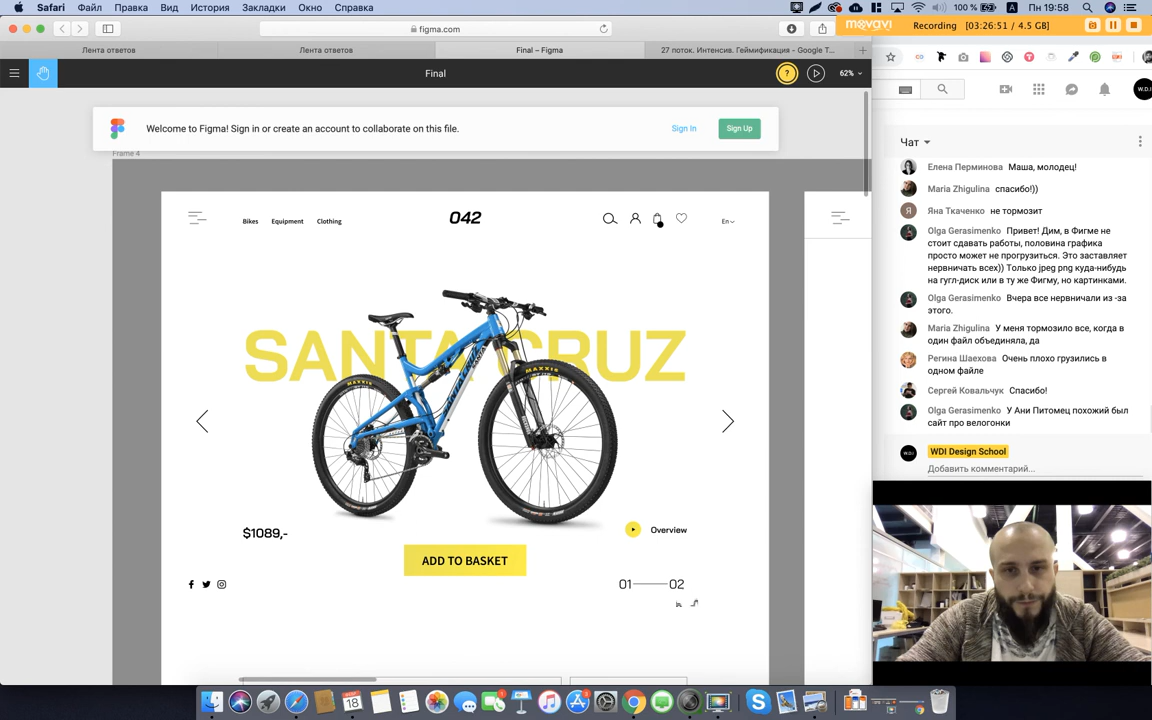 Safari Файл Правка Вид История Закладки Окно Справка 100 % A Пн 19:58
figma.com
movavi Recording [03:26:51 / 4.5 GB]
Лента ответов Лента ответов Final – Figma 27 поток. Интенсив. Геймификация - Google Т...
Final ? 62%
Welcome to Figma! Sign in or create an account to collaborate on this file. Sign In Sign Up
Frame 4
Bikes Equipment Clothing 042 En
SANTA CRUZ
MAXXIS MAXXIS
$1089,-
Overview
ADD TO BASKET
01 02
W.D.I
Чат
Елена Перминова Маша, молодец!
Maria Zhigulina спасибо!))
Я Яна Ткаченко не тормозит
Olga Gerasimenko Привет! Дим, в Фигме не
стоит сдавать работы, половина графика
просто может не прогрузиться. Это заставляет
нервничать всех)) Только jpeg png куда-нибудь
на гугл-диск или в ту же Фигму, но картинками.
Olga Gerasimenko Вчера все нервничали из -за
этого.
Maria Zhigulina У меня тормозило все, когда в
один файл объединяла, да
Регина Шаехова Очень плохо грузились в
одном файле
Сергей Ковальчук Спасибо!
Olga Gerasimenko У Ани Питомец похожий был
сайт про велогонки
W.D.I WDI Design School
Добавить комментарий...
18